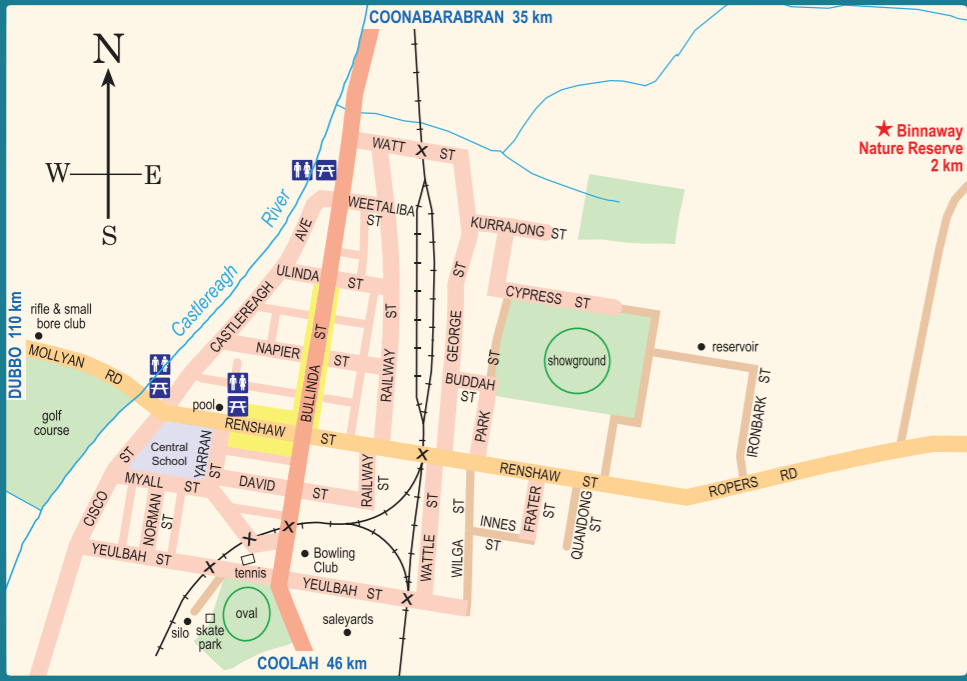 COONABARABRAN 35 km
N
W
E
S
Binnaway
Nature Reserve
2 km
WATT
ST
River
AVE
WEETALIBA
ST
KURRAJONG ST
ULINDA
ST
CASTLEREAGH
Castlereagh
CYPRESS ST
ST
ST
ST
GEORGE
DUBBO 110 km
rifle & small
bore club
MOLLYAN
RD
NAPIER
ST
BULLINDA
RAILWAY
ST
showground
reservoir
BUDDAH
ST
PARK
IRONBARK ST
golf
course
pool
RENSHAW
ST
Central
School
YARRAN
ST
ST
RENSHAW
ST
ROPERS RD
MYALL
ST
DAVID
ST
RAILWAY
ST
CISCO
NORMAN
ST
ST
WATTLE
ST
WILGA
INNES
ST
FRATER
ST
QUANDONG
ST
YEULBAH ST
tennis
Bowling
Club
YEULBAH ST
oval
silo
skate
park
saleyards
COOLAH 46 km